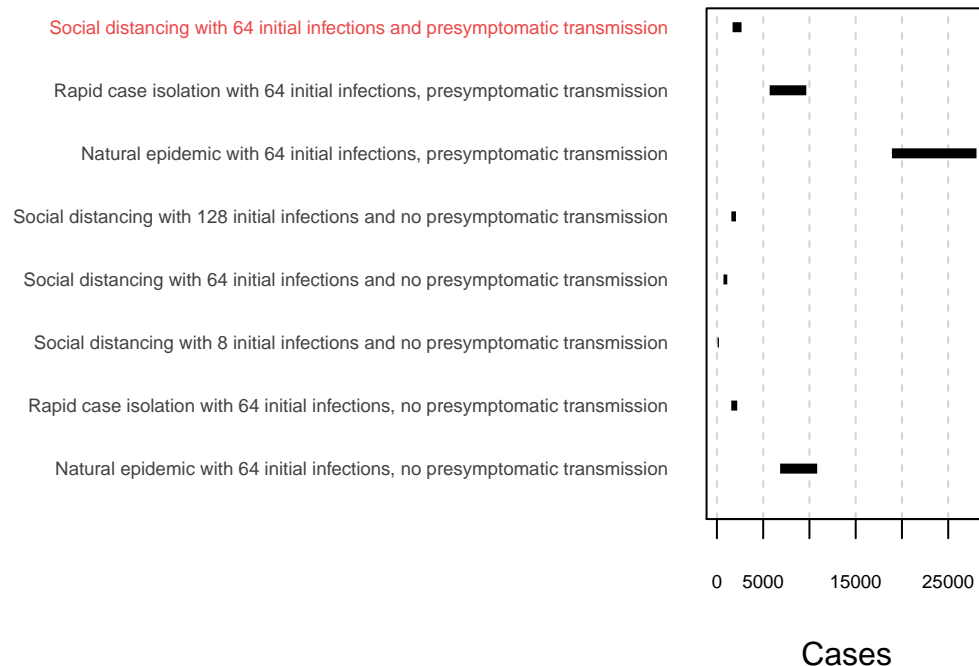 Social distancing with 64 initial infections and presymptomatic transmission
Rapid case isolation with 64 initial infections, presymptomatic transmission
Natural epidemic with 64 initial infections, presymptomatic transmission
Social distancing with 128 initial infections and no presymptomatic transmission
Social distancing with 64 initial infections and no presymptomatic transmission
Social distancing with 8 initial infections and no presymptomatic transmission
Rapid case isolation with 64 initial infections, no presymptomatic transmission
Natural epidemic with 64 initial infections, no presymptomatic transmission
0 5000 15000 25000
Cases